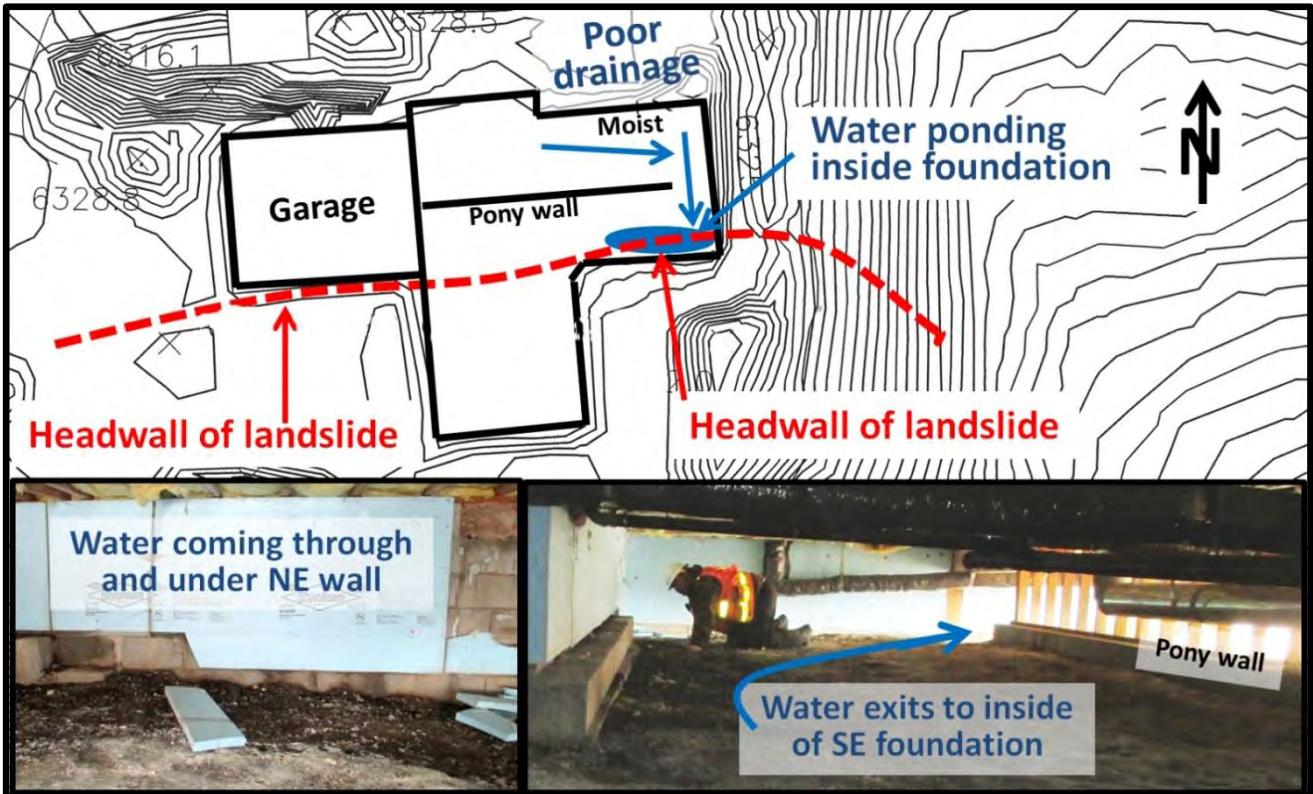 6328.5
6316.1
Poor
drainage
Moist
Water ponding
inside foundation
6328.8
Garage
Pony wall
N
Headwall of landslide
Headwall of landslide
Water coming through
and under NE wall
Pony wall
Water exits to inside
of SE foundation